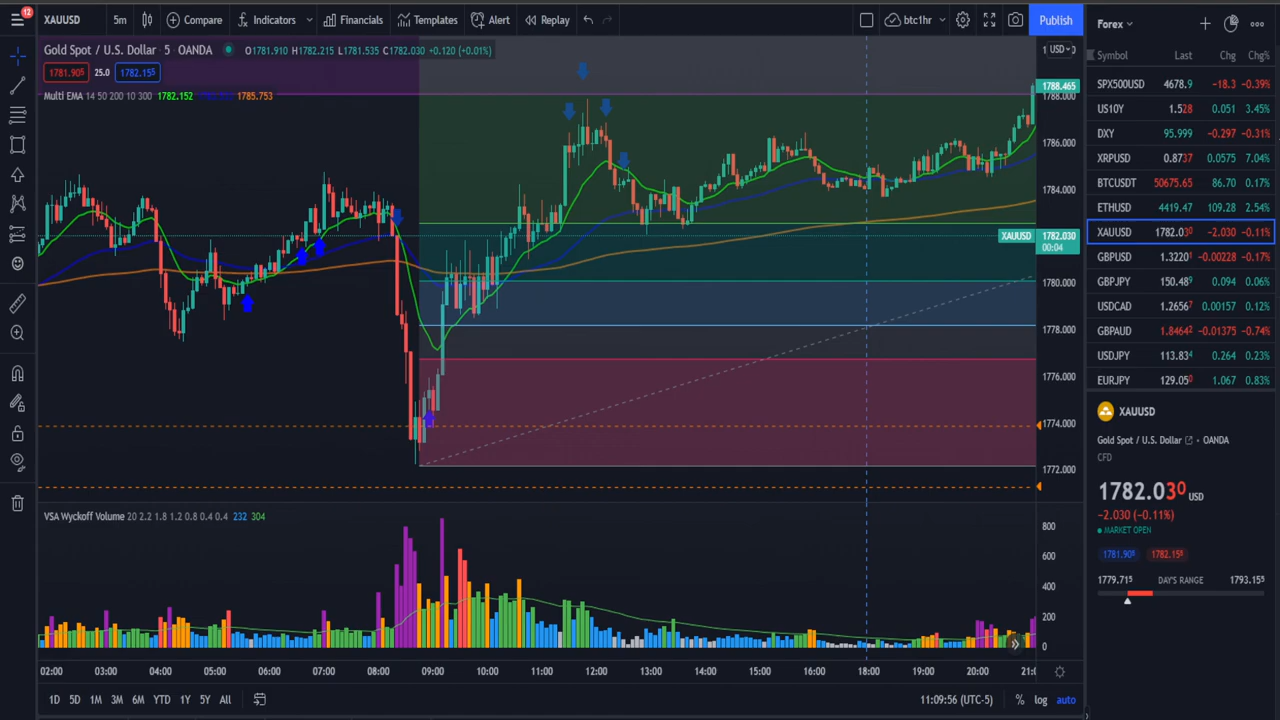 12
XAUUSD 5m Compare Indicators Financials Templates Alert Replay btc1hr Publish
Gold Spot / U.S. Dollar 5 OANDA O1781.910 H1782.215 L1781.535 C1782.030 +0.120 (+0.01%)
1781.905 25.0 1782.155
Multi EMA 14 50 200 10 300 1782.152 1785.753
USD
1788.465
1788.000
1786.000
1784.000
XAUUSD 1782.030
00:04
1780.000
1778.000
1776.000
1774.000
1772.000
VSA Wyckoff Volume 20 2.2 1.8 1.2 0.8 0.4 0.4 232 304
800
600
400
200
0
02:00 03:00 04:00 05:00 06:00 07:00 08:00 09:00 10:00 11:00 12:00 13:00 14:00 15:00 16:00 17:00 18:00 19:00 20:00
1D 5D 1M 3M 6M YTD 1Y 5Y All 11:09:56 (UTC-5) % log auto
Forex
Symbol Last Chg Chg%
SPX500USD 4678.9 -18.3 -0.39%
US10Y 1.528 0.051 3.45%
DXY 95.999 -0.297 -0.31%
XRPUSD 0.8737 0.0575 7.04%
BTCUSDT 50675.65 86.70 0.17%
ETHUSD 4419.47 109.28 2.54%
XAUUSD 1782.030 -2.030 -0.11%
GBPUSD 1.32201 -0.00228 -0.17%
GBPJPY 150.489 0.094 0.06%
USDCAD 1.26567 0.00157 0.12%
GBPAUD 1.84642 -0.01375 -0.74%
USDJPY 113.834 0.264 0.23%
EURJPY 129.050 1.067 0.83%
XAUUSD
Gold Spot / U.S. Dollar • OANDA
CFD
1782.030 USD
−2.030 (−0.11%)
MARKET OPEN
1781.905 1782.155
1779.715 DAY'S RANGE 1793.155